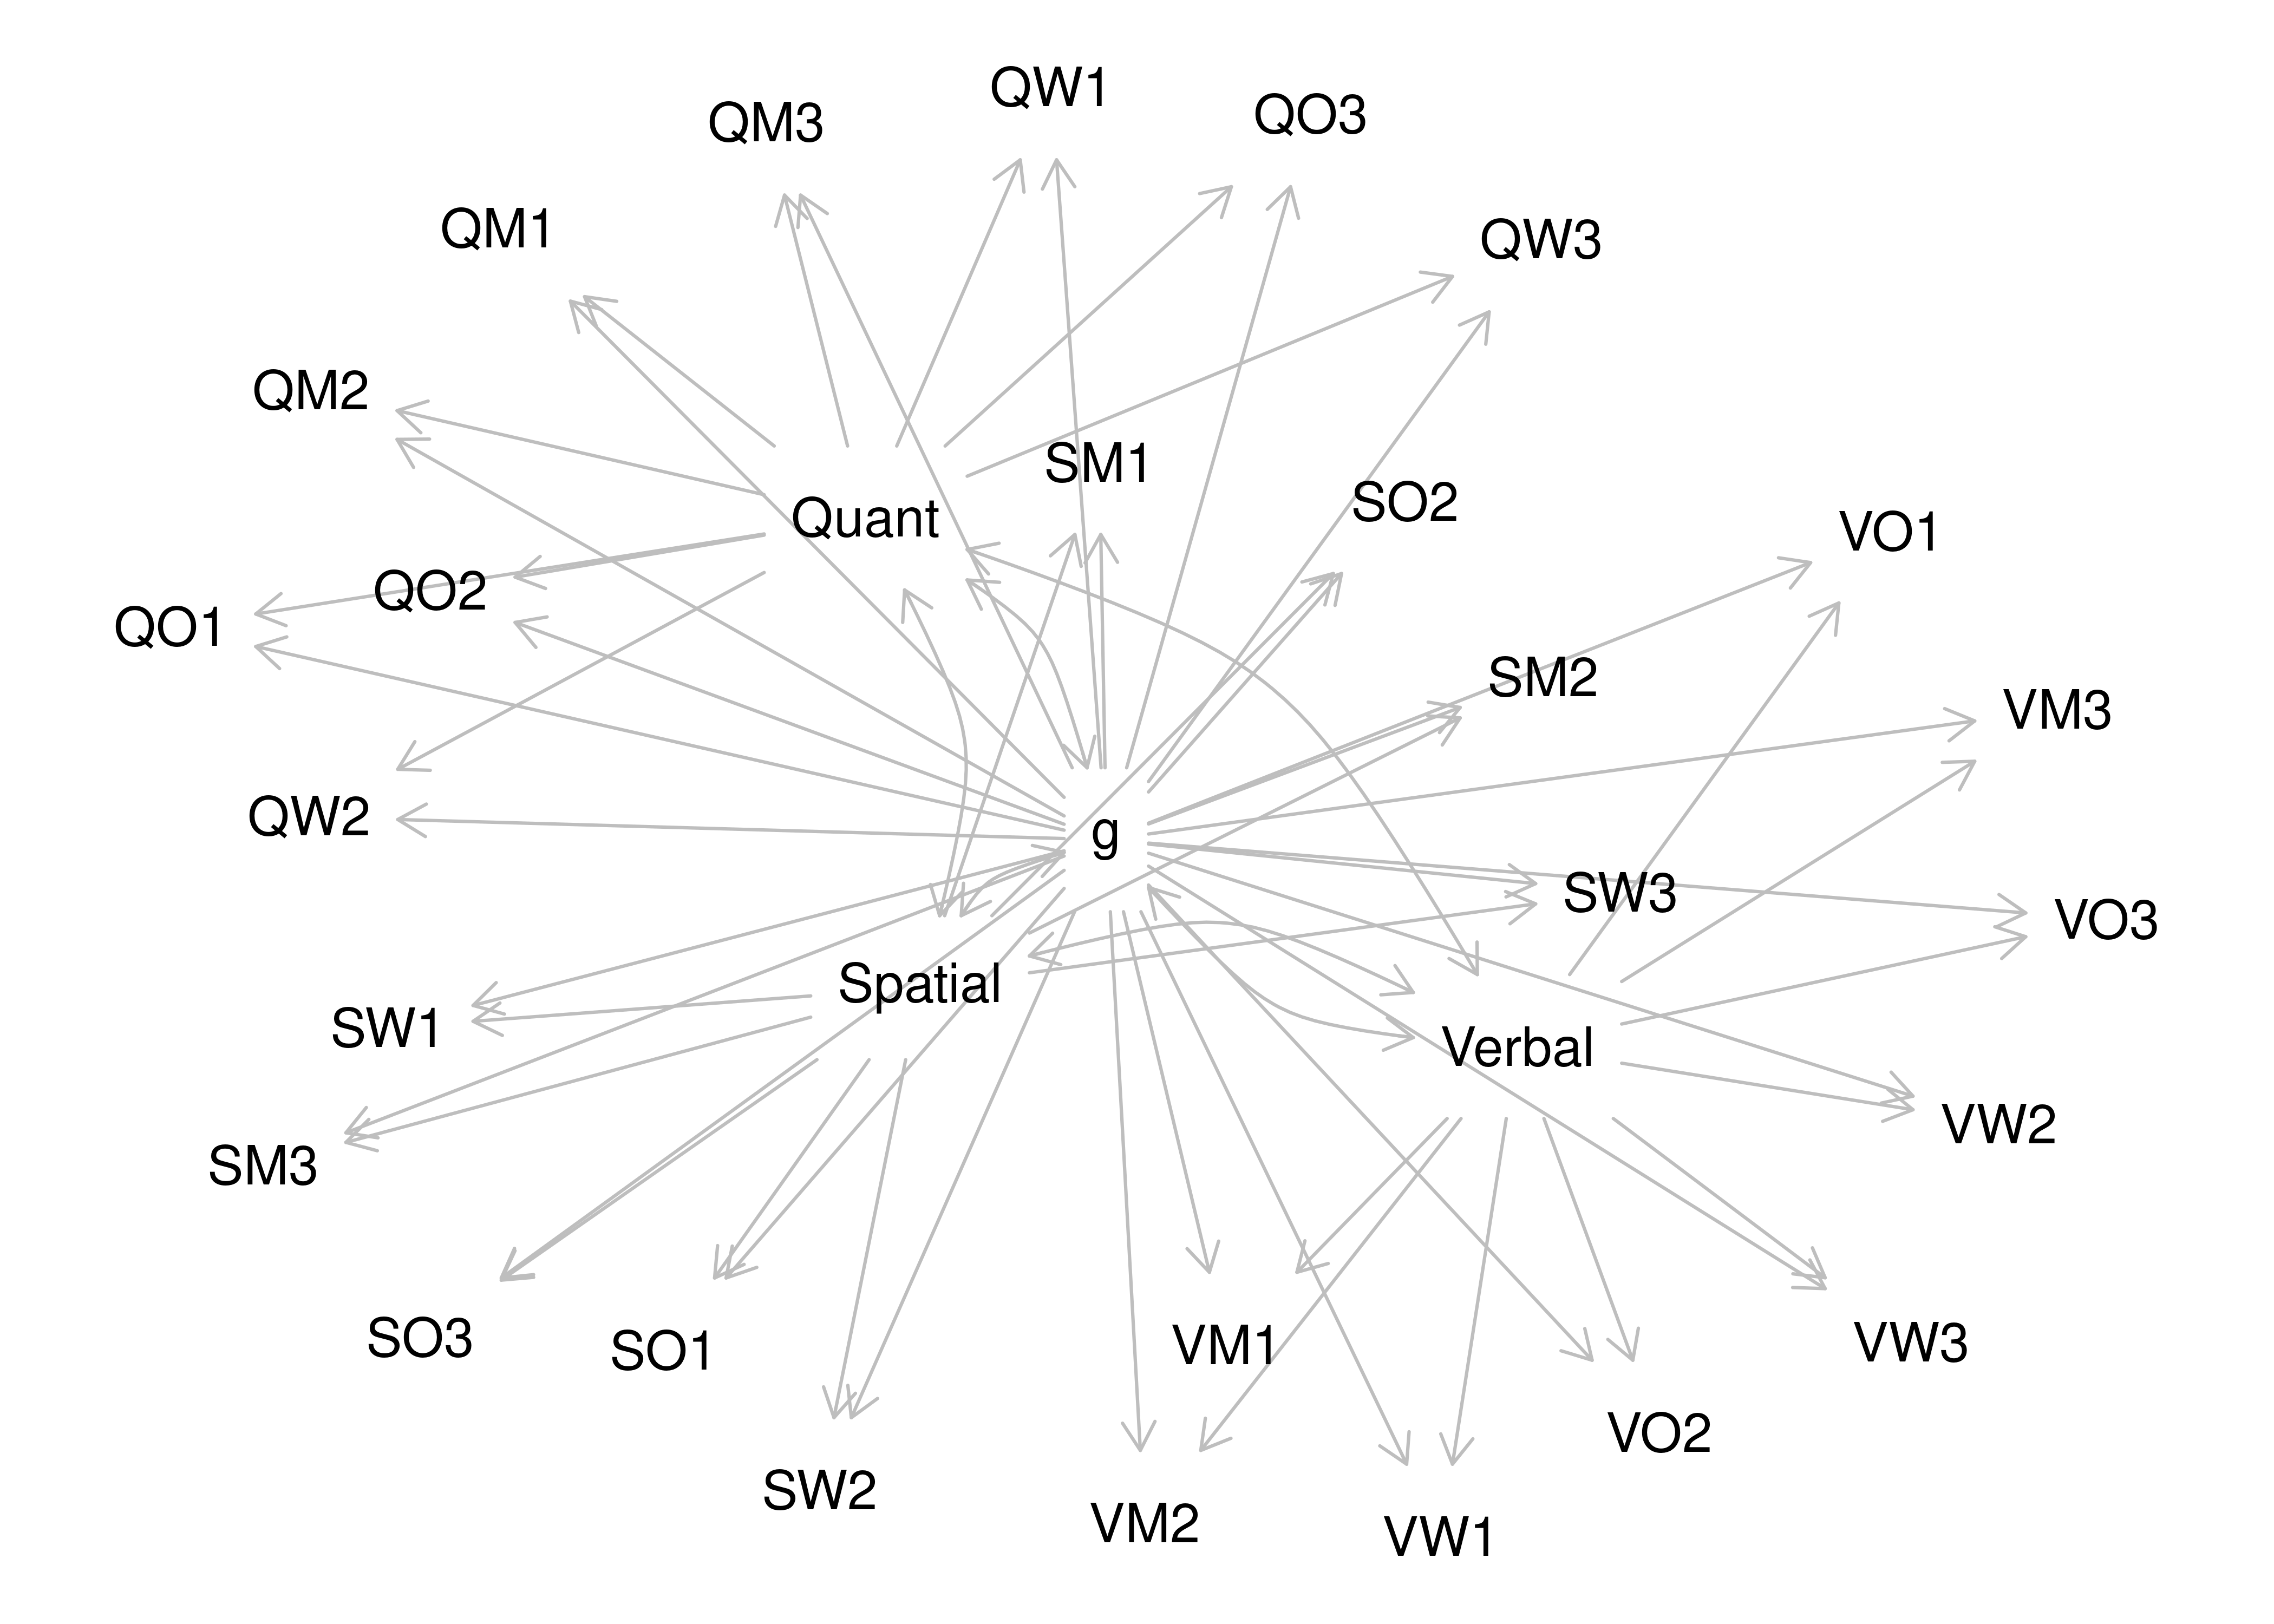 QW1
QM3
QO3
QM1
QW3
QM2
SM1
SO2
Quant
VO1
QO2
QO1
SM2
VM3
QW2
g
SW3
VO3
Spatial
SW1
Verbal
VW2
SM3
SO3
SO1
VM1
VW3
VO2
SW2
VM2
VW1